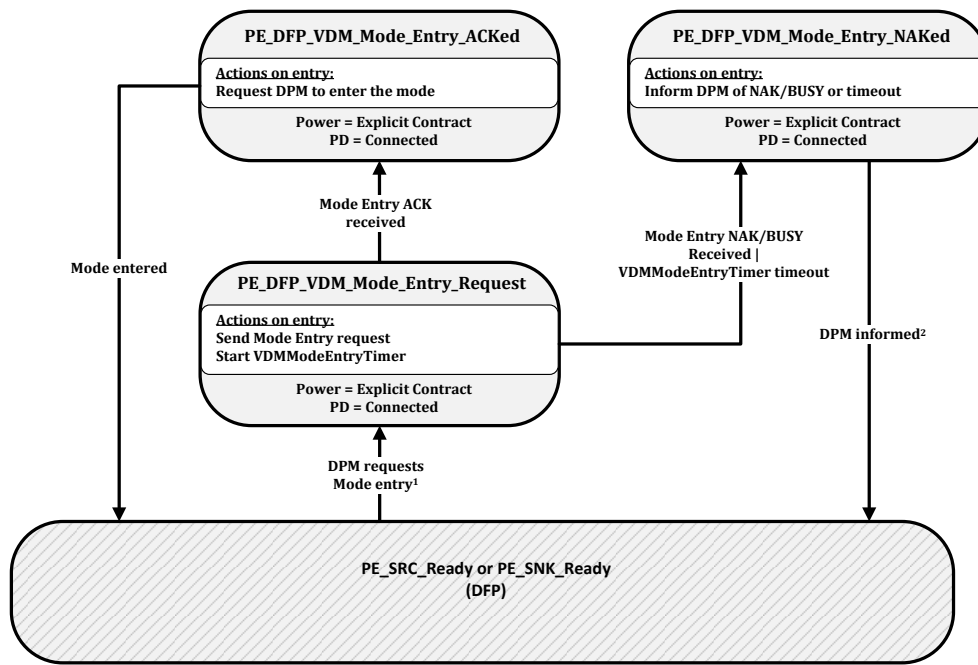 PE_DFP_VDM_Mode_Entry_ACKed
Actions on entry:
Request DPM to enter the mode
Power = Explicit Contract
PD = Connected
PE_DFP_VDM_Mode_Entry_NAKed
Actions on entry:
Inform DPM of NAK/BUSY or timeout
Power = Explicit Contract
PD = Connected
Mode Entry ACK
received
Mode entered
Mode Entry NAK/BUSY
Received |
VDMModeEntryTimer timeout
PE_DFP_VDM_Mode_Entry_Request
Actions on entry:
Send Mode Entry request
Start VDMModeEntryTimer
Power = Explicit Contract
PD = Connected
DPM informed²
DPM requests
Mode entry¹
PE_SRC_Ready or PE_SNK_Ready
(DFP)